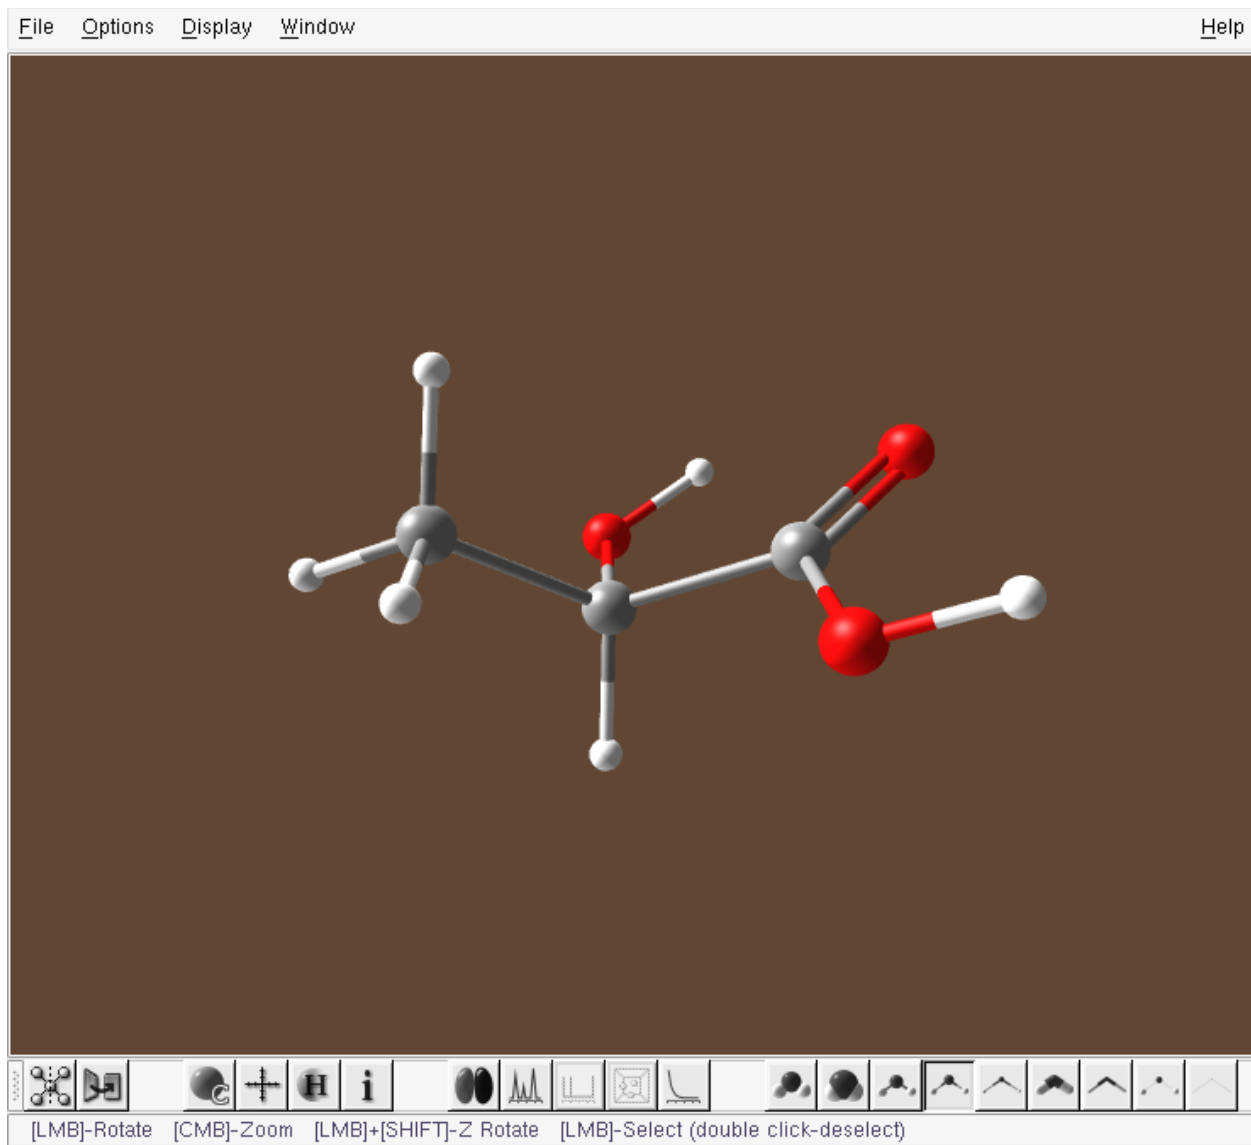 File Options Display Window Help
C H i
[LMB]-Rotate [CMB]-Zoom [LMB]+[SHIFT]-Z Rotate [LMB]-Select (double click-deselect)